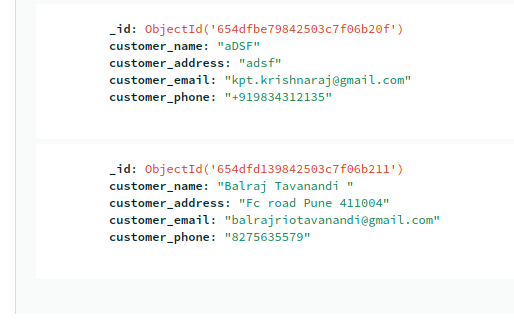 _id: ObjectId('654dfbe79842503c7f06b20f')
customer_name: "aDSF"
customer_address: "adsf"
customer_email: "kpt.krishnaraj@gmail.com"
customer_phone: "+919834312135"
_id: ObjectId('654dfd139842503c7f06b211')
customer_name: "Balraj Tavanandi "
customer_address: "Fc road Pune 411004"
customer_email: "balrajriotavanandi@gmail.com"
customer_phone: "8275635579"